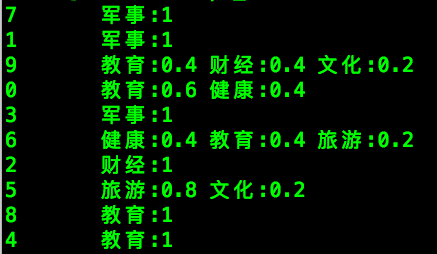 7 军事:1
1 军事:1
9 教育:0.4 财经:0.4 文化:0.2
0 教育:0.6 健康:0.4
3 军事:1
6 健康:0.4 教育:0.4 旅游:0.2
2 财经:1
5 旅游:0.8 文化:0.2
8 教育:1
4 教育:1